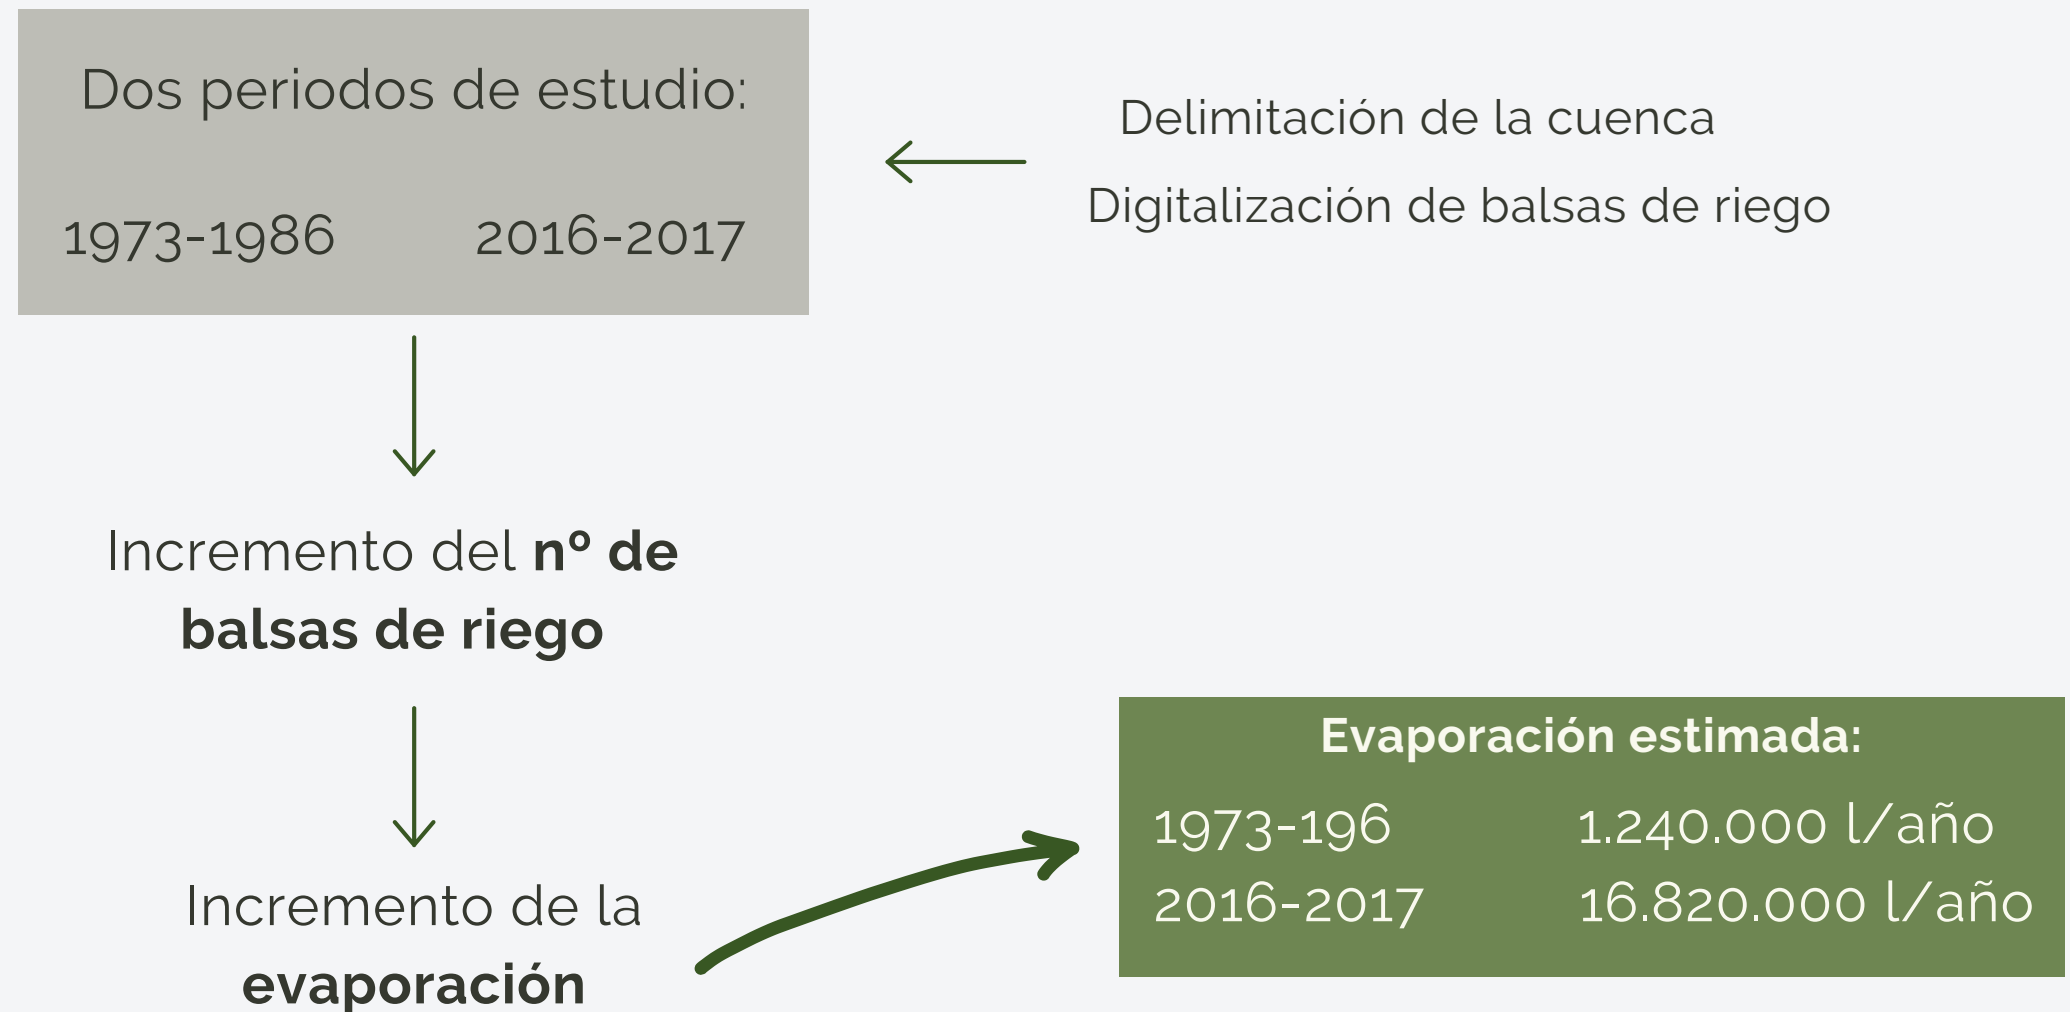 Dos periodos de estudio:
1973-1986 2016-2017
Delimitación de la cuenca
Digitalización de balsas de riego
Incremento del nº de
balsas de riego
Incremento de la
evaporación
Evaporación estimada:
1973-196 1.240.000 l/año
2016-2017 16.820.000 l/año